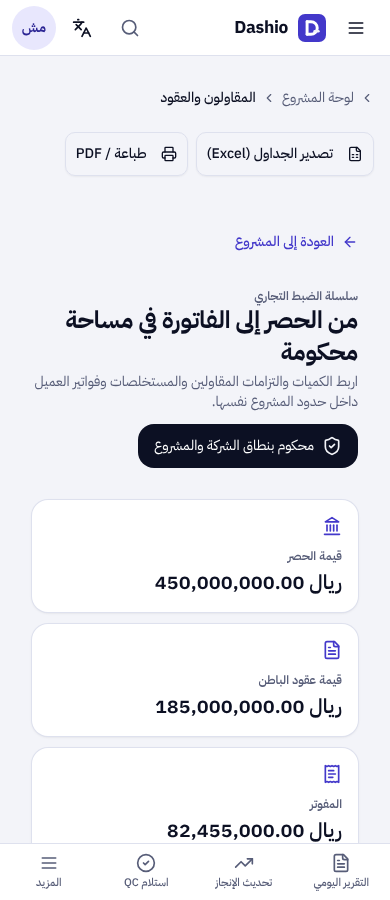 Dashio
مش
لوحة المشروع
المقاولون والعقود
تصدير الجداول (Excel)
طباعة / PDF
العودة إلى المشروع
سلسلة الضبط التجاري
من الحصر إلى الفاتورة في مساحة
محكومة
اربط الكميات والتزامات المقاولين والمستخلصات وفواتير العميل
داخل حدود المشروع نفسها.
محكوم بنطاق الشركة والمشروع
قيمة الحصر
ريال 450,000,000.00
قيمة عقود الباطن
ريال 185,000,000.00
المفوتر
ريال 82,455,000.00
التقرير اليومي
تحديث الإنجاز
استلام QC
المزيد